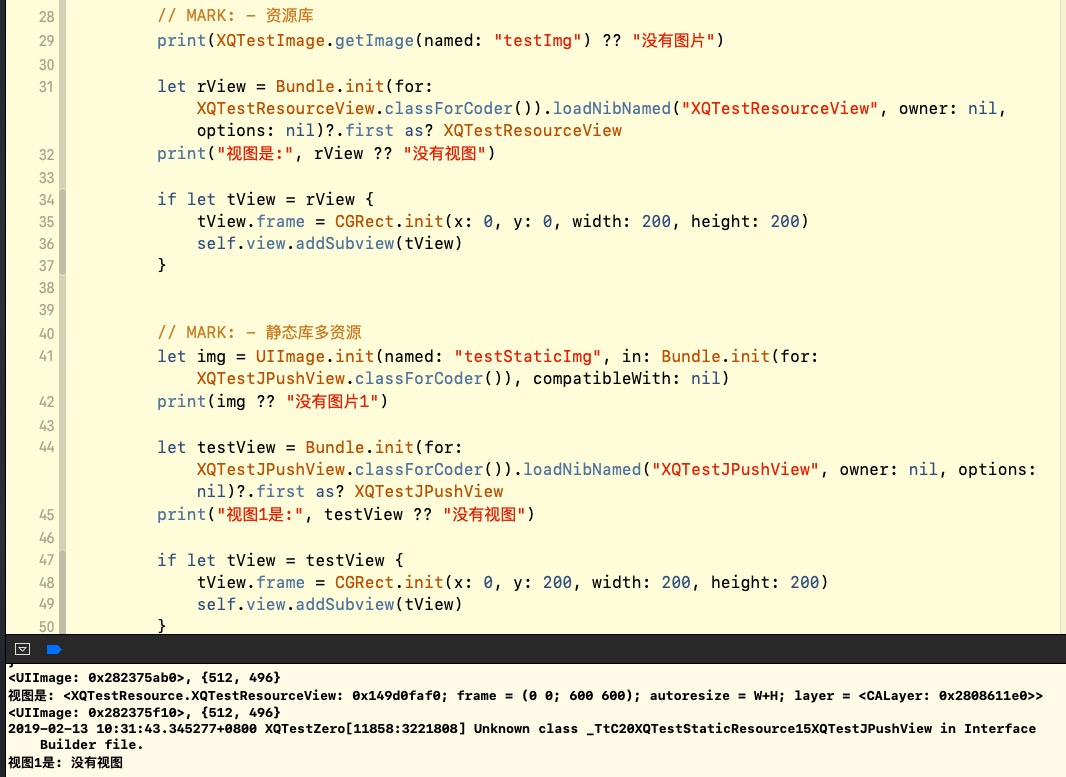 28 // MARK: - 资源库
29 print(XQTestImage.getImage(named: "testImg") ?? "没有图片")
30
31 let rView = Bundle.init(for:
XQTestResourceView.classForCoder()).loadNibNamed("XQTestResourceView", owner: nil,
options: nil)?.first as? XQTestResourceView
32 print("视图是:", rView ?? "没有视图")
33
34 if let tView = rView {
35 tView.frame = CGRect.init(x: 0, y: 0, width: 200, height: 200)
36 self.view.addSubview(tView)
37 }
38
39
40 // MARK: - 静态库多资源
41 let img = UIImage.init(named: "testStaticImg", in: Bundle.init(for:
XQTestJPushView.classForCoder()), compatibleWith: nil)
42 print(img ?? "没有图片1")
43
44 let testView = Bundle.init(for:
XQTestJPushView.classForCoder()).loadNibNamed("XQTestJPushView", owner: nil, options:
nil)?.first as? XQTestJPushView
45 print("视图1是:", testView ?? "没有视图")
46
47 if let tView = testView {
48 tView.frame = CGRect.init(x: 0, y: 200, width: 200, height: 200)
49 self.view.addSubview(tView)
50 }
<UIImage: 0x282375ab0>, {512, 496}
视图是: <XQTestResource.XQTestResourceView: 0x149d0faf0; frame = (0 0; 600 600); autoresize = W+H; layer = <CALayer: 0x2808611e0>>
<UIImage: 0x282375f10>, {512, 496}
2019-02-13 10:31:43.345277+0800 XQTestZero[11858:3221808] Unknown class _TtC20XQTestStaticResource15XQTestJPushView in Interface
Builder file.
视图1是: 没有视图